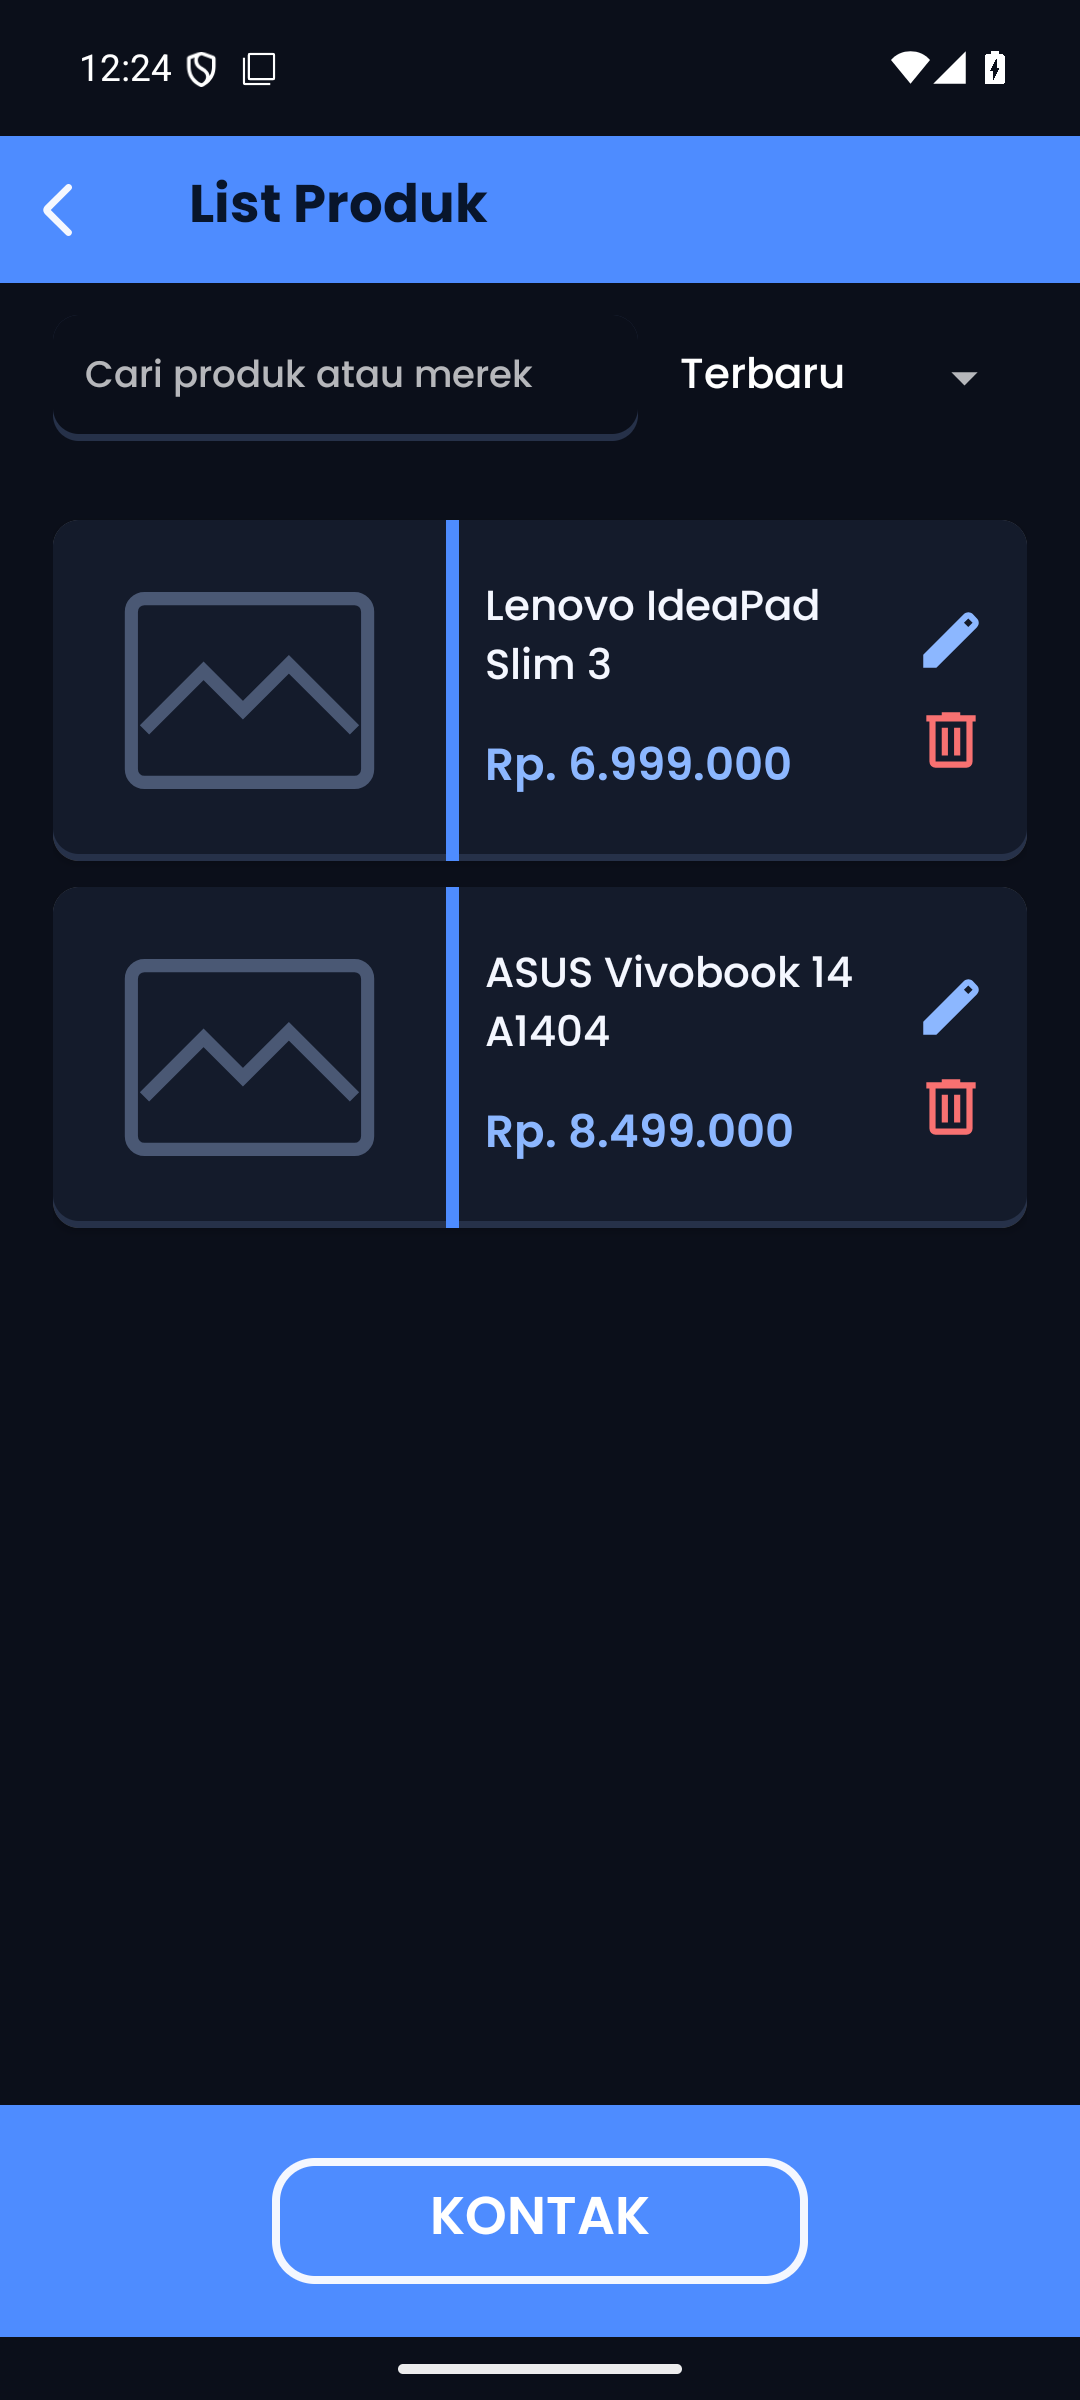 12:24
List Produk
Cari produk atau merek
Terbaru
Lenovo IdeaPad
Slim 3
Rp. 6.999.000
ASUS Vivobook 14
A1404
Rp. 8.499.000
KONTAK